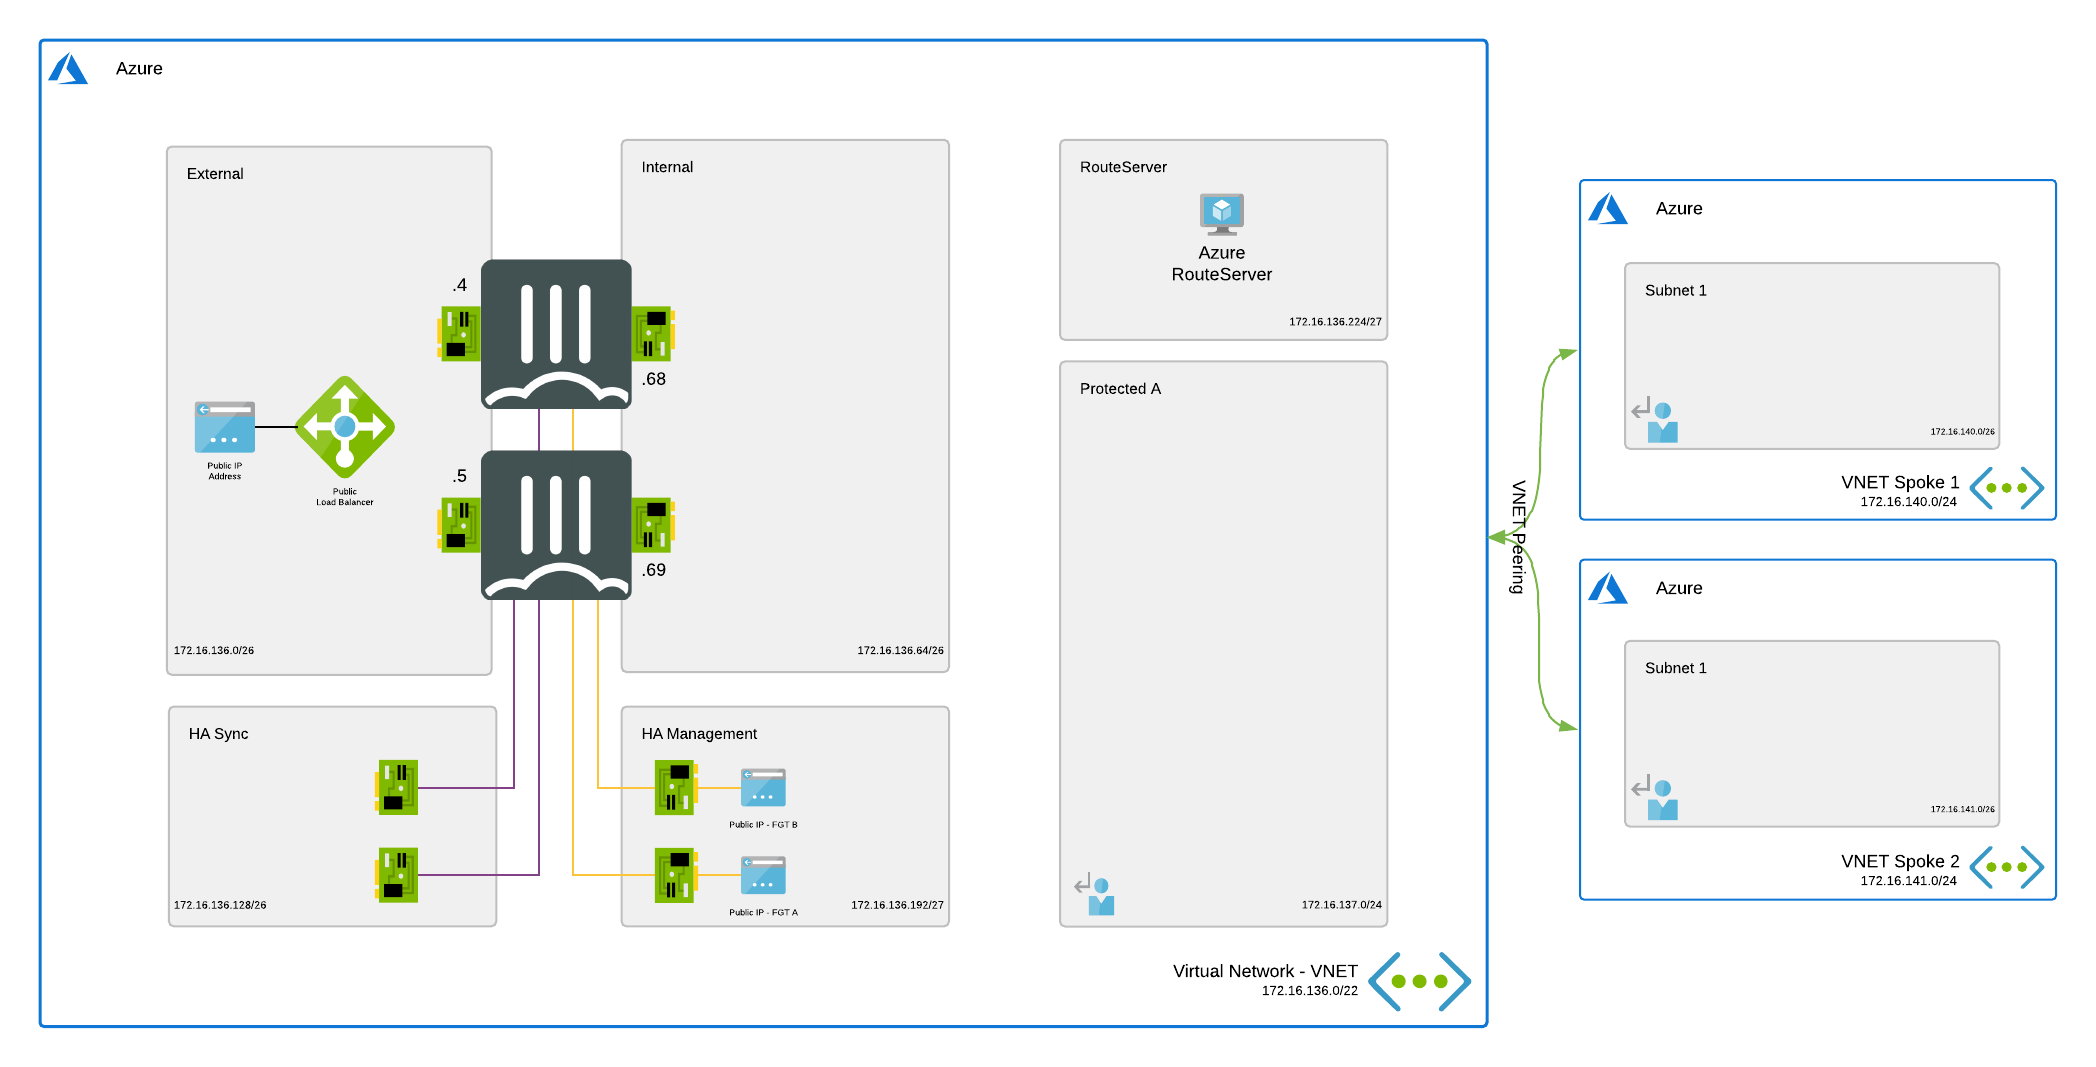 Azure
External
.4
.5
Public IP
Address
Public
Load Balancer
172.16.136.0/26
Internal
.68
.69
172.16.136.64/26
RouteServer
Azure
RouteServer
172.16.136.224/27
Protected A
172.16.137.0/24
HA Sync
172.16.136.128/26
HA Management
Public IP - FGT B
Public IP - FGT A
172.16.136.192/27
Virtual Network - VNET
172.16.136.0/22
VNET Peering
Azure
Subnet 1
172.16.140.0/26
VNET Spoke 1
172.16.140.0/24
Azure
Subnet 1
172.16.141.0/26
VNET Spoke 2
172.16.141.0/24